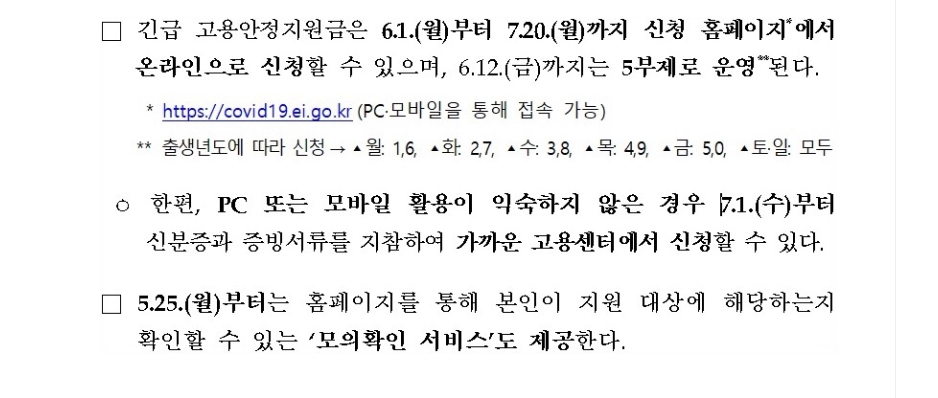 □ 긴급 고용안정지원금은 6.1.(월)부터 7.20.(월)까지 신청 홈페이지*에서
온라인으로 신청할 수 있으며, 6.12.(금)까지는 5부제로 운영**된다.
* https://covid19.ei.go.kr (PC·모바일을 통해 접속 가능)
** 출생년도에 따라 신청→ ▲월: 1,6, ▲화: 2,7, ▲수: 3,8, ▲목: 4,9, ▲금: 5,0, ▲토·일: 모두
○ 한편, PC 또는 모바일 활용이 익숙하지 않은 경우 7.1.(수)부터
신분증과 증빙서류를 지참하여 가까운 고용센터에서 신청할 수 있다.
□ 5.25.(월)부터는 홈페이지를 통해 본인이 지원 대상에 해당하는지
확인할 수 있는 ‘모의확인 서비스’도 제공한다.